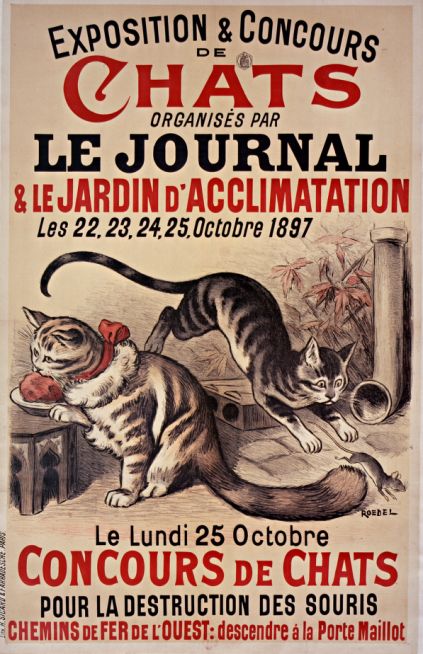 EXPOSITION & CONCOURS
DE
CHATS
ORGANISÉS PAR
LE JOURNAL
& LE JARDIN D'ACCLIMATATION
Les 22, 23, 24, 25, Octobre 1897
ROEDEL
Le Lundi 25 Octobre
CONCOURS DE CHATS
POUR LA DESTRUCTION DES SOURIS
CHEMINS DE FER DE L'OUEST: descendre á la Porte Maillot